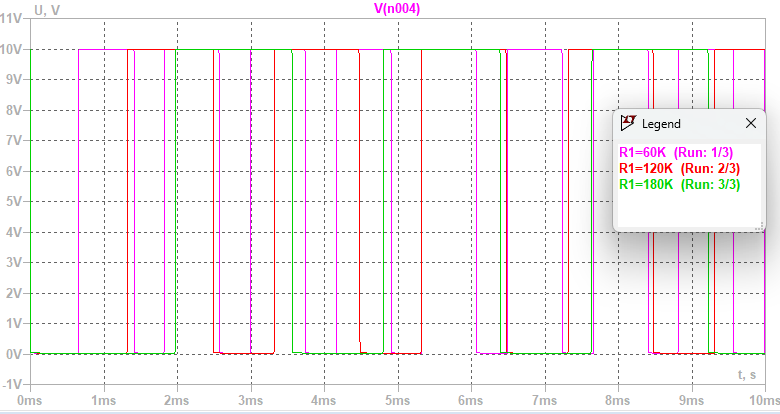 V(n004)
U, V
11V
10V
9V
8V
7V
6V
5V
4V
3V
2V
1V
0V
-1V
Legend
R1=60K (Run: 1/3)
R1=120K (Run: 2/3)
R1=180K (Run: 3/3)
t, s
0ms 1ms 2ms 3ms 4ms 5ms 6ms 7ms 8ms 9ms 10ms